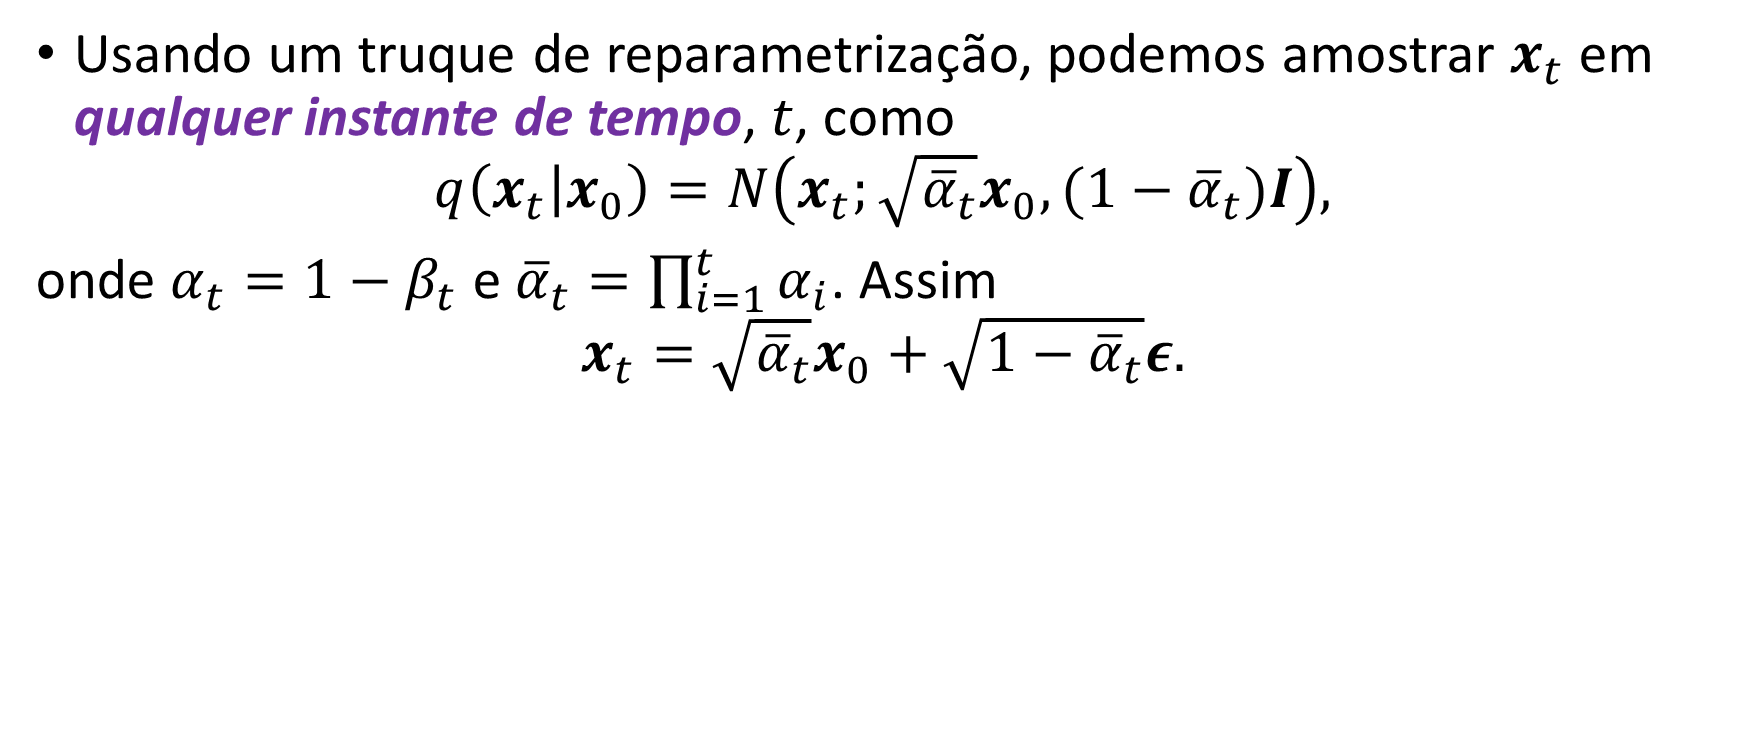 • Usando um truque de reparametrização, podemos amostrar 𝒙ₜ em
qualquer instante de tempo, t, como
q(𝒙ₜ|𝒙₀) = N(𝒙ₜ; √ᾱₜ𝒙₀, (1 − ᾱₜ)𝑰),
onde αₜ = 1 − βₜ e ᾱₜ = ∏ᵗᵢ₌₁ αᵢ. Assim
𝒙ₜ = √ᾱₜ𝒙₀ + √(1 − ᾱₜ)𝝐.